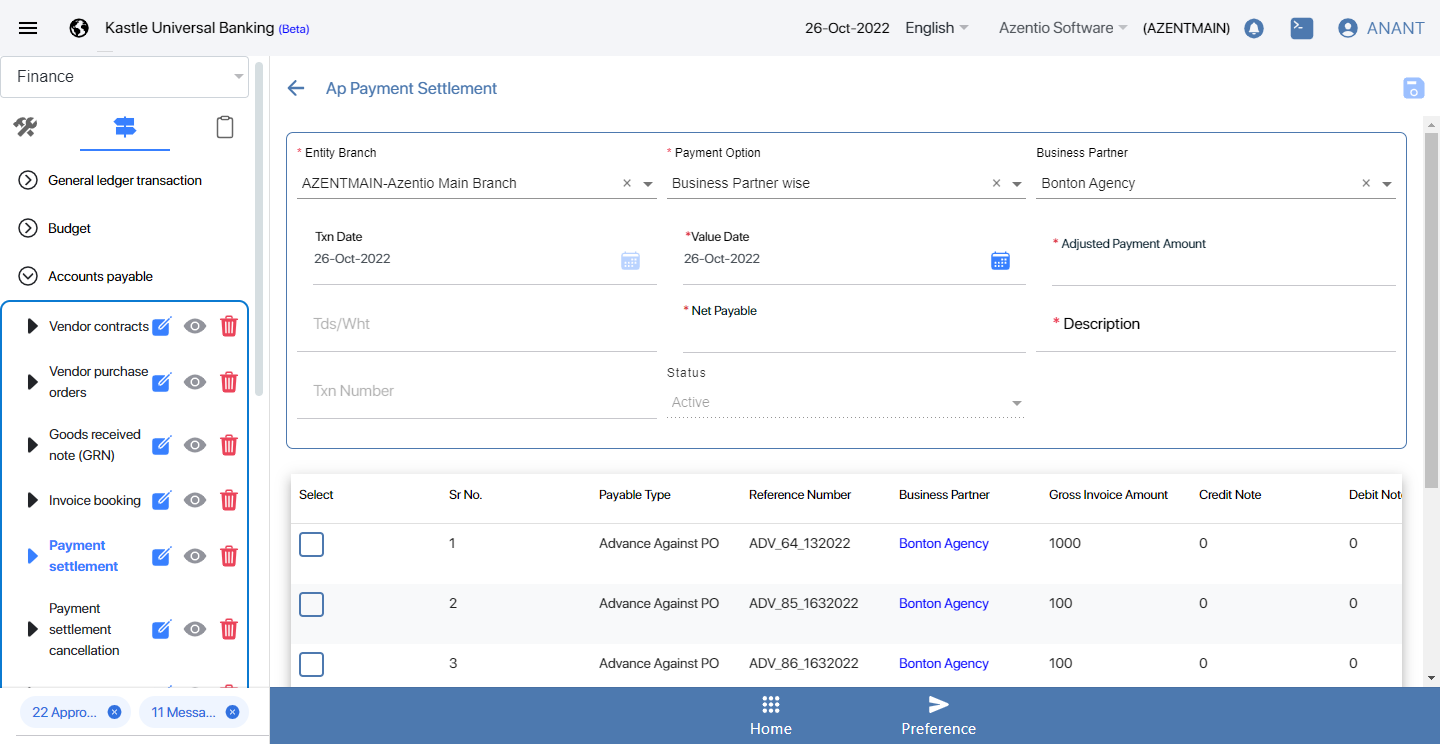 Kastle Universal Banking (Beta)
26-Oct-2022
English
Azentio Software
(AZENTMAIN)
ANANT
Finance
General ledger transaction
Budget
Accounts payable
Vendor contracts
Vendor purchase
orders
Goods received
note (GRN)
Invoice booking
Payment
settlement
Payment
settlement
cancellation
22 Appro...
11 Messa...
Ap Payment Settlement
* Entity Branch
* Payment Option
Business Partner
AZENTMAIN-Azentio Main Branch
Business Partner wise
Bonton Agency
Txn Date
*Value Date
* Adjusted Payment Amount
26-Oct-2022
26-Oct-2022
Tds/Wht
* Net Payable
* Description
Txn Number
Status
Active
Select Sr No. Payable Type Reference Number Business Partner Gross Invoice Amount Credit Note Debit Not
1 Advance Against PO ADV_64_132022 Bonton Agency 1000 0 0
2 Advance Against PO ADV_85_1632022 Bonton Agency 100 0 0
3 Advance Against PO ADV_86_1632022 Bonton Agency 100 0 0
Home
Preference